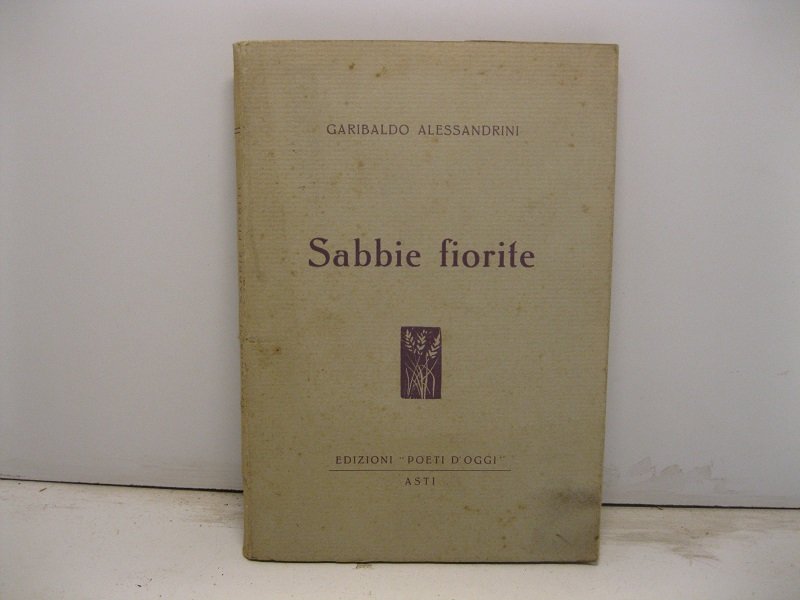 GARIBALDO ALESSANDRINI
Sabbie fiorite
EDIZIONI "POETI D'OGGI"
ASTI